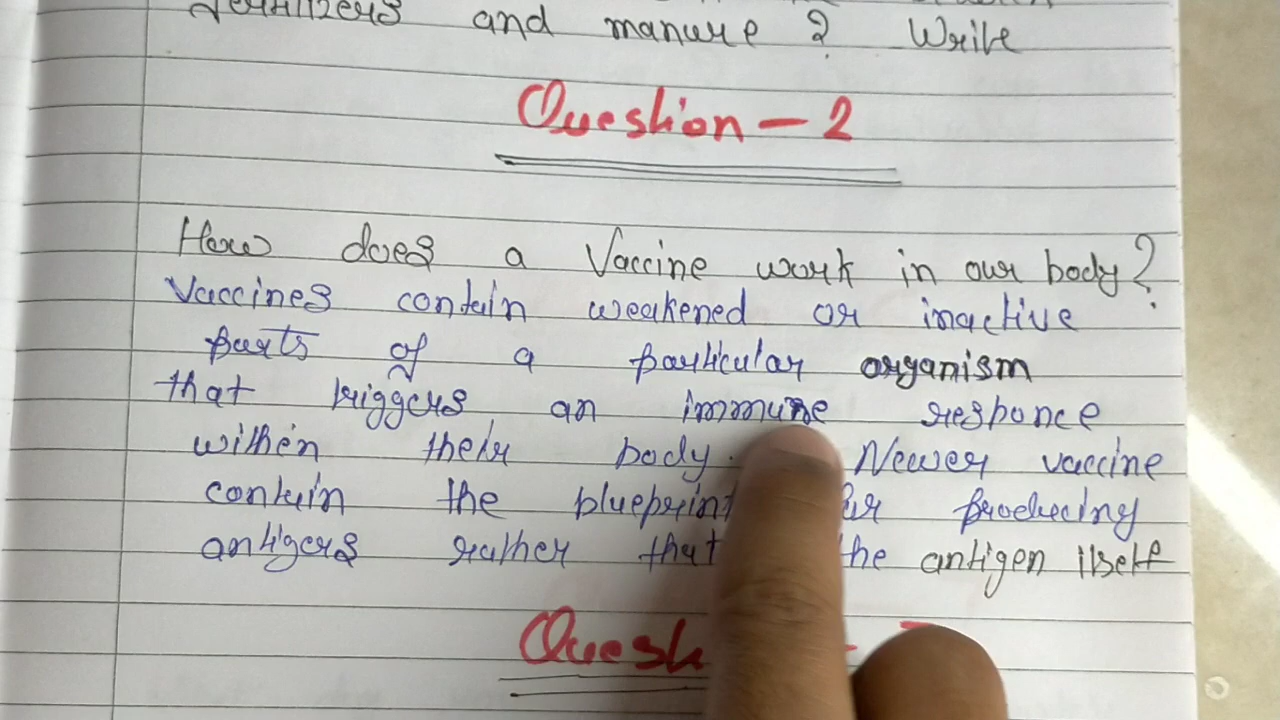 and manure ? Write
Question - 2
How does a Vaccine work in our body?
Vaccines contain weakened or inactive
parts of a particular organism
that triggers an immune responce
within their body. Newer vaccine
contain the blueprint producing
antigers rather that the antigen itself